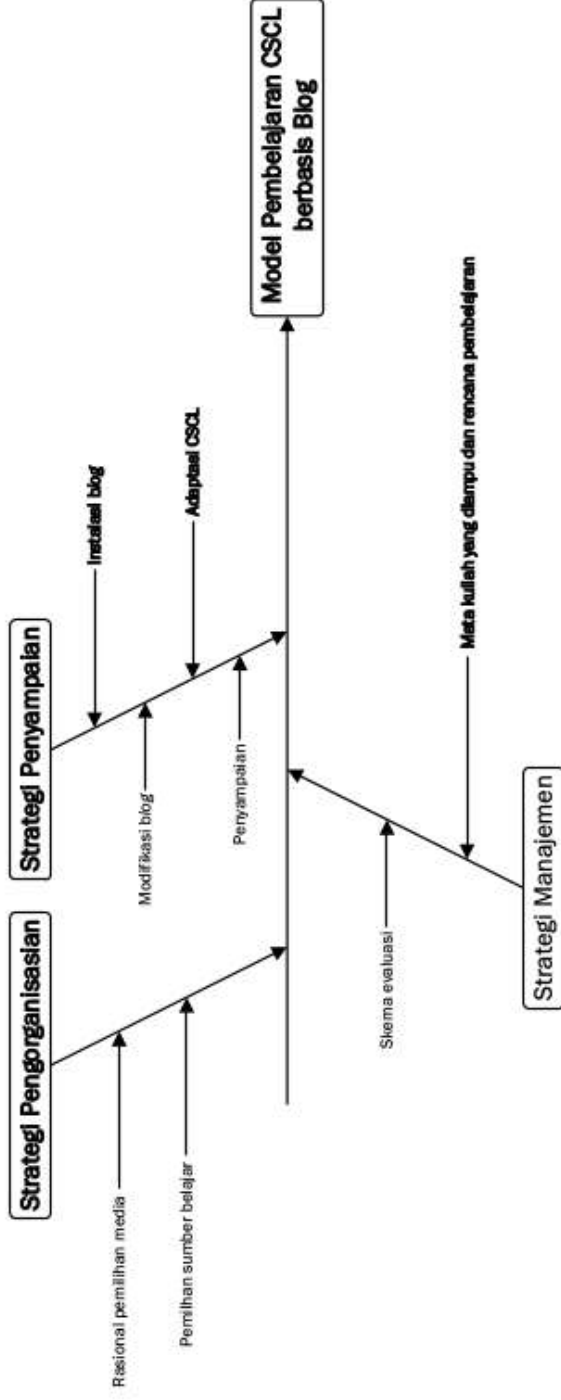 Strategi Pengorganisasian
Strategi Penyampaian
Instalasi blog
Rasional pemilihan media
Modifikasi blog
Adaptasi CSCL
Pemilhan sumber belajar
Penyampaian
Model Pembelajaran CSCL
berbasis Blog
Skema evaluasi
Mata kuliah yang diampu dan rencana pembelajaran
Strategi Manajemen